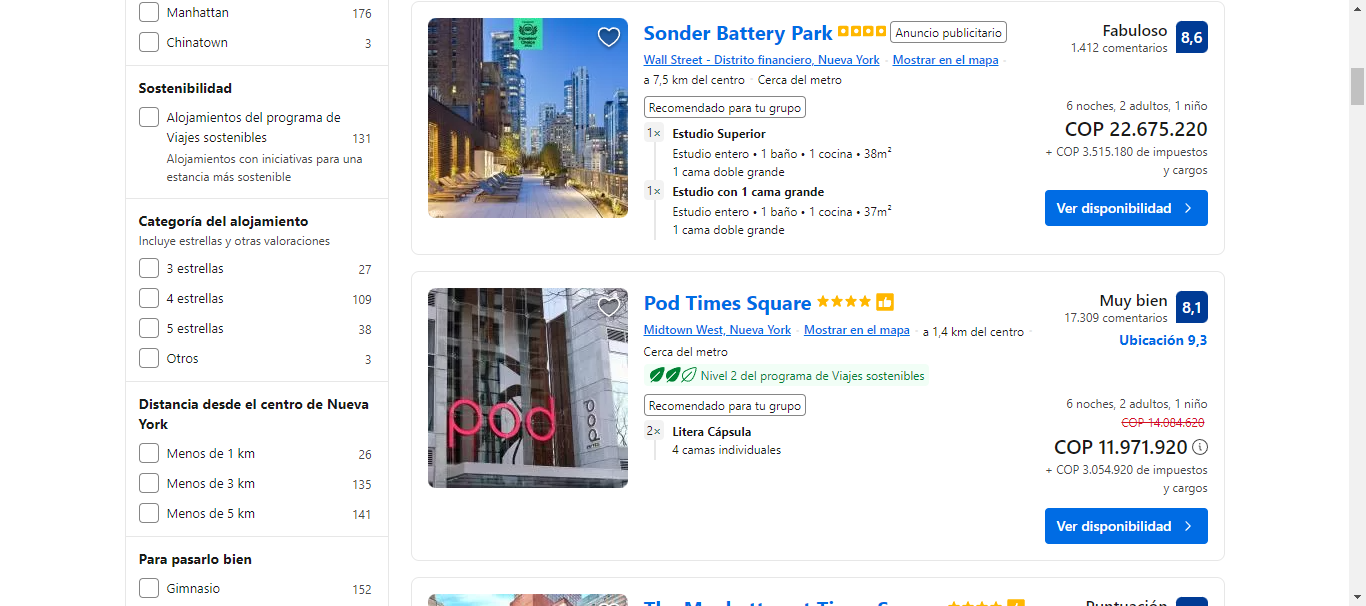 Manhattan 176
Chinatown 3
Sostenibilidad
Alojamientos del programa de
Viajes sostenibles 131
Alojamientos con iniciativas para una
estancia más sostenible
Categoría del alojamiento
Incluye estrellas y otras valoraciones
3 estrellas 27
4 estrellas 109
5 estrellas 38
Otros 3
Distancia desde el centro de Nueva
York
Menos de 1 km 26
Menos de 3 km 135
Menos de 5 km 141
Para pasarlo bien
Gimnasio 152
Sonder Battery Park Anuncio publicitario
Wall Street - Distrito financiero, Nueva York · Mostrar en el mapa ·
a 7,5 km del centro · Cerca del metro
Recomendado para tu grupo
1× Estudio Superior
Estudio entero • 1 baño • 1 cocina • 38m²
1 cama doble grande
1× Estudio con 1 cama grande
Estudio entero • 1 baño • 1 cocina • 37m²
1 cama doble grande
Fabuloso 8,6
1.412 comentarios
6 noches, 2 adultos, 1 niño
COP 22.675.220
+ COP 3.515.180 de impuestos
y cargos
Ver disponibilidad
pod
pod
Pod Times Square
Midtown West, Nueva York · Mostrar en el mapa · a 1,4 km del centro ·
Cerca del metro
Nivel 2 del programa de Viajes sostenibles
Recomendado para tu grupo
2× Litera Cápsula
4 camas individuales
Muy bien 8,1
17.309 comentarios
Ubicación 9,3
6 noches, 2 adultos, 1 niño
COP 14.084.620
COP 11.971.920
+ COP 3.054.920 de impuestos
y cargos
Ver disponibilidad